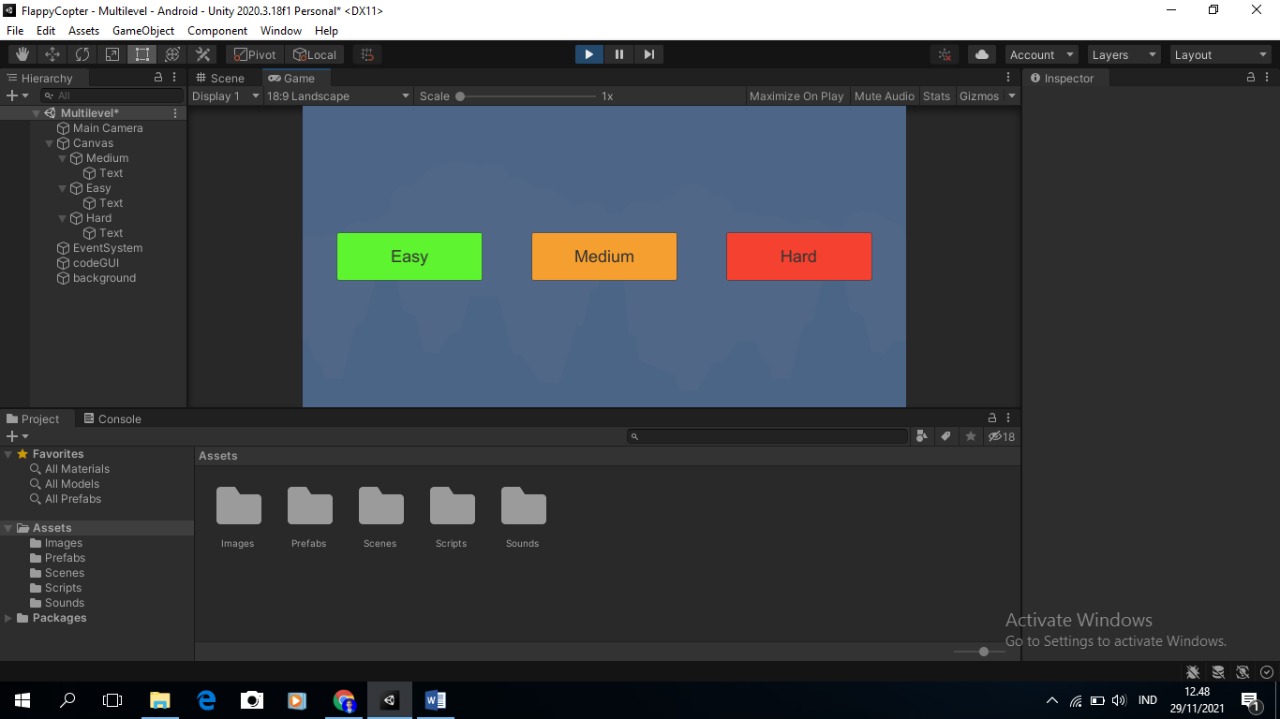 FlappyCopter - Multilevel - Android - Unity 2020.3.18f1 Personal* <DX11>
File Edit Assets GameObject Component Window Help
Pivot Local Account Layers Layout
Hierarchy Scene Game Inspector
All Display 1 18:9 Landscape Scale 1x Maximize On Play Mute Audio Stats Gizmos
Multilevel*
Main Camera
Canvas
Medium
Text
Easy
Text
Hard
Text
EventSystem
codeGUI
background
Easy Medium Hard
Project Console
18
Favorites
All Materials
All Models
All Prefabs
Assets
Images
Prefabs
Scenes
Scripts
Sounds
Packages
Assets
Images Prefabs Scenes Scripts Sounds
Activate Windows
Go to Settings to activate Windows.
IND
12.48
29/11/2021
1